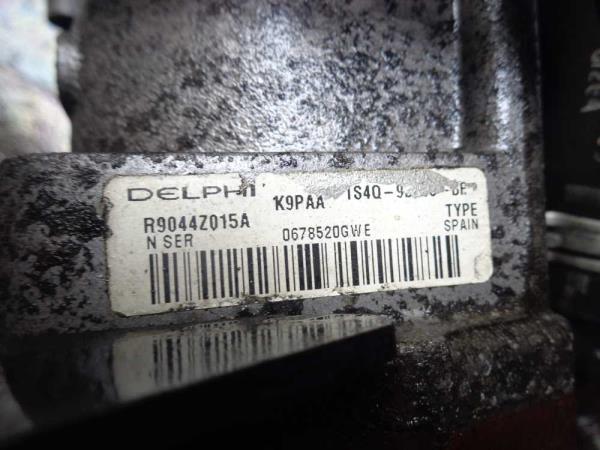 DELPHI K9PAA
R9044Z015A TYPE
N SER 0678520GWE SPAIN